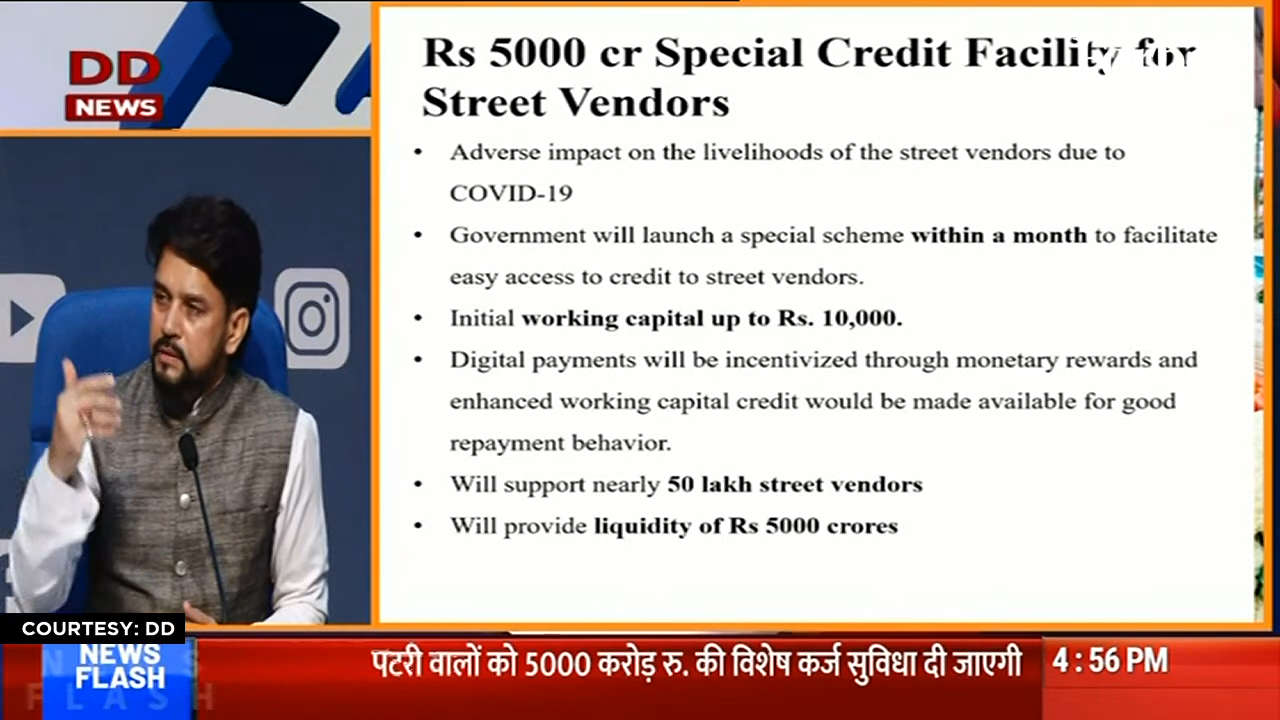 DD
NEWS
Rs 5000 cr Special Credit Facility for
Street Vendors
• Adverse impact on the livelihoods of the street vendors due to
COVID-19
• Government will launch a special scheme within a month to facilitate
easy access to credit to street vendors.
• Initial working capital up to Rs. 10,000.
• Digital payments will be incentivized through monetary rewards and
enhanced working capital credit would be made available for good
repayment behavior.
• Will support nearly 50 lakh street vendors
• Will provide liquidity of Rs 5000 crores
COURTESY: DD
NEWS
FLASH
पटरी वालों को 5000 करोड़ रु. की विशेष कर्ज सुविधा दी जाएगी
4:56 PM